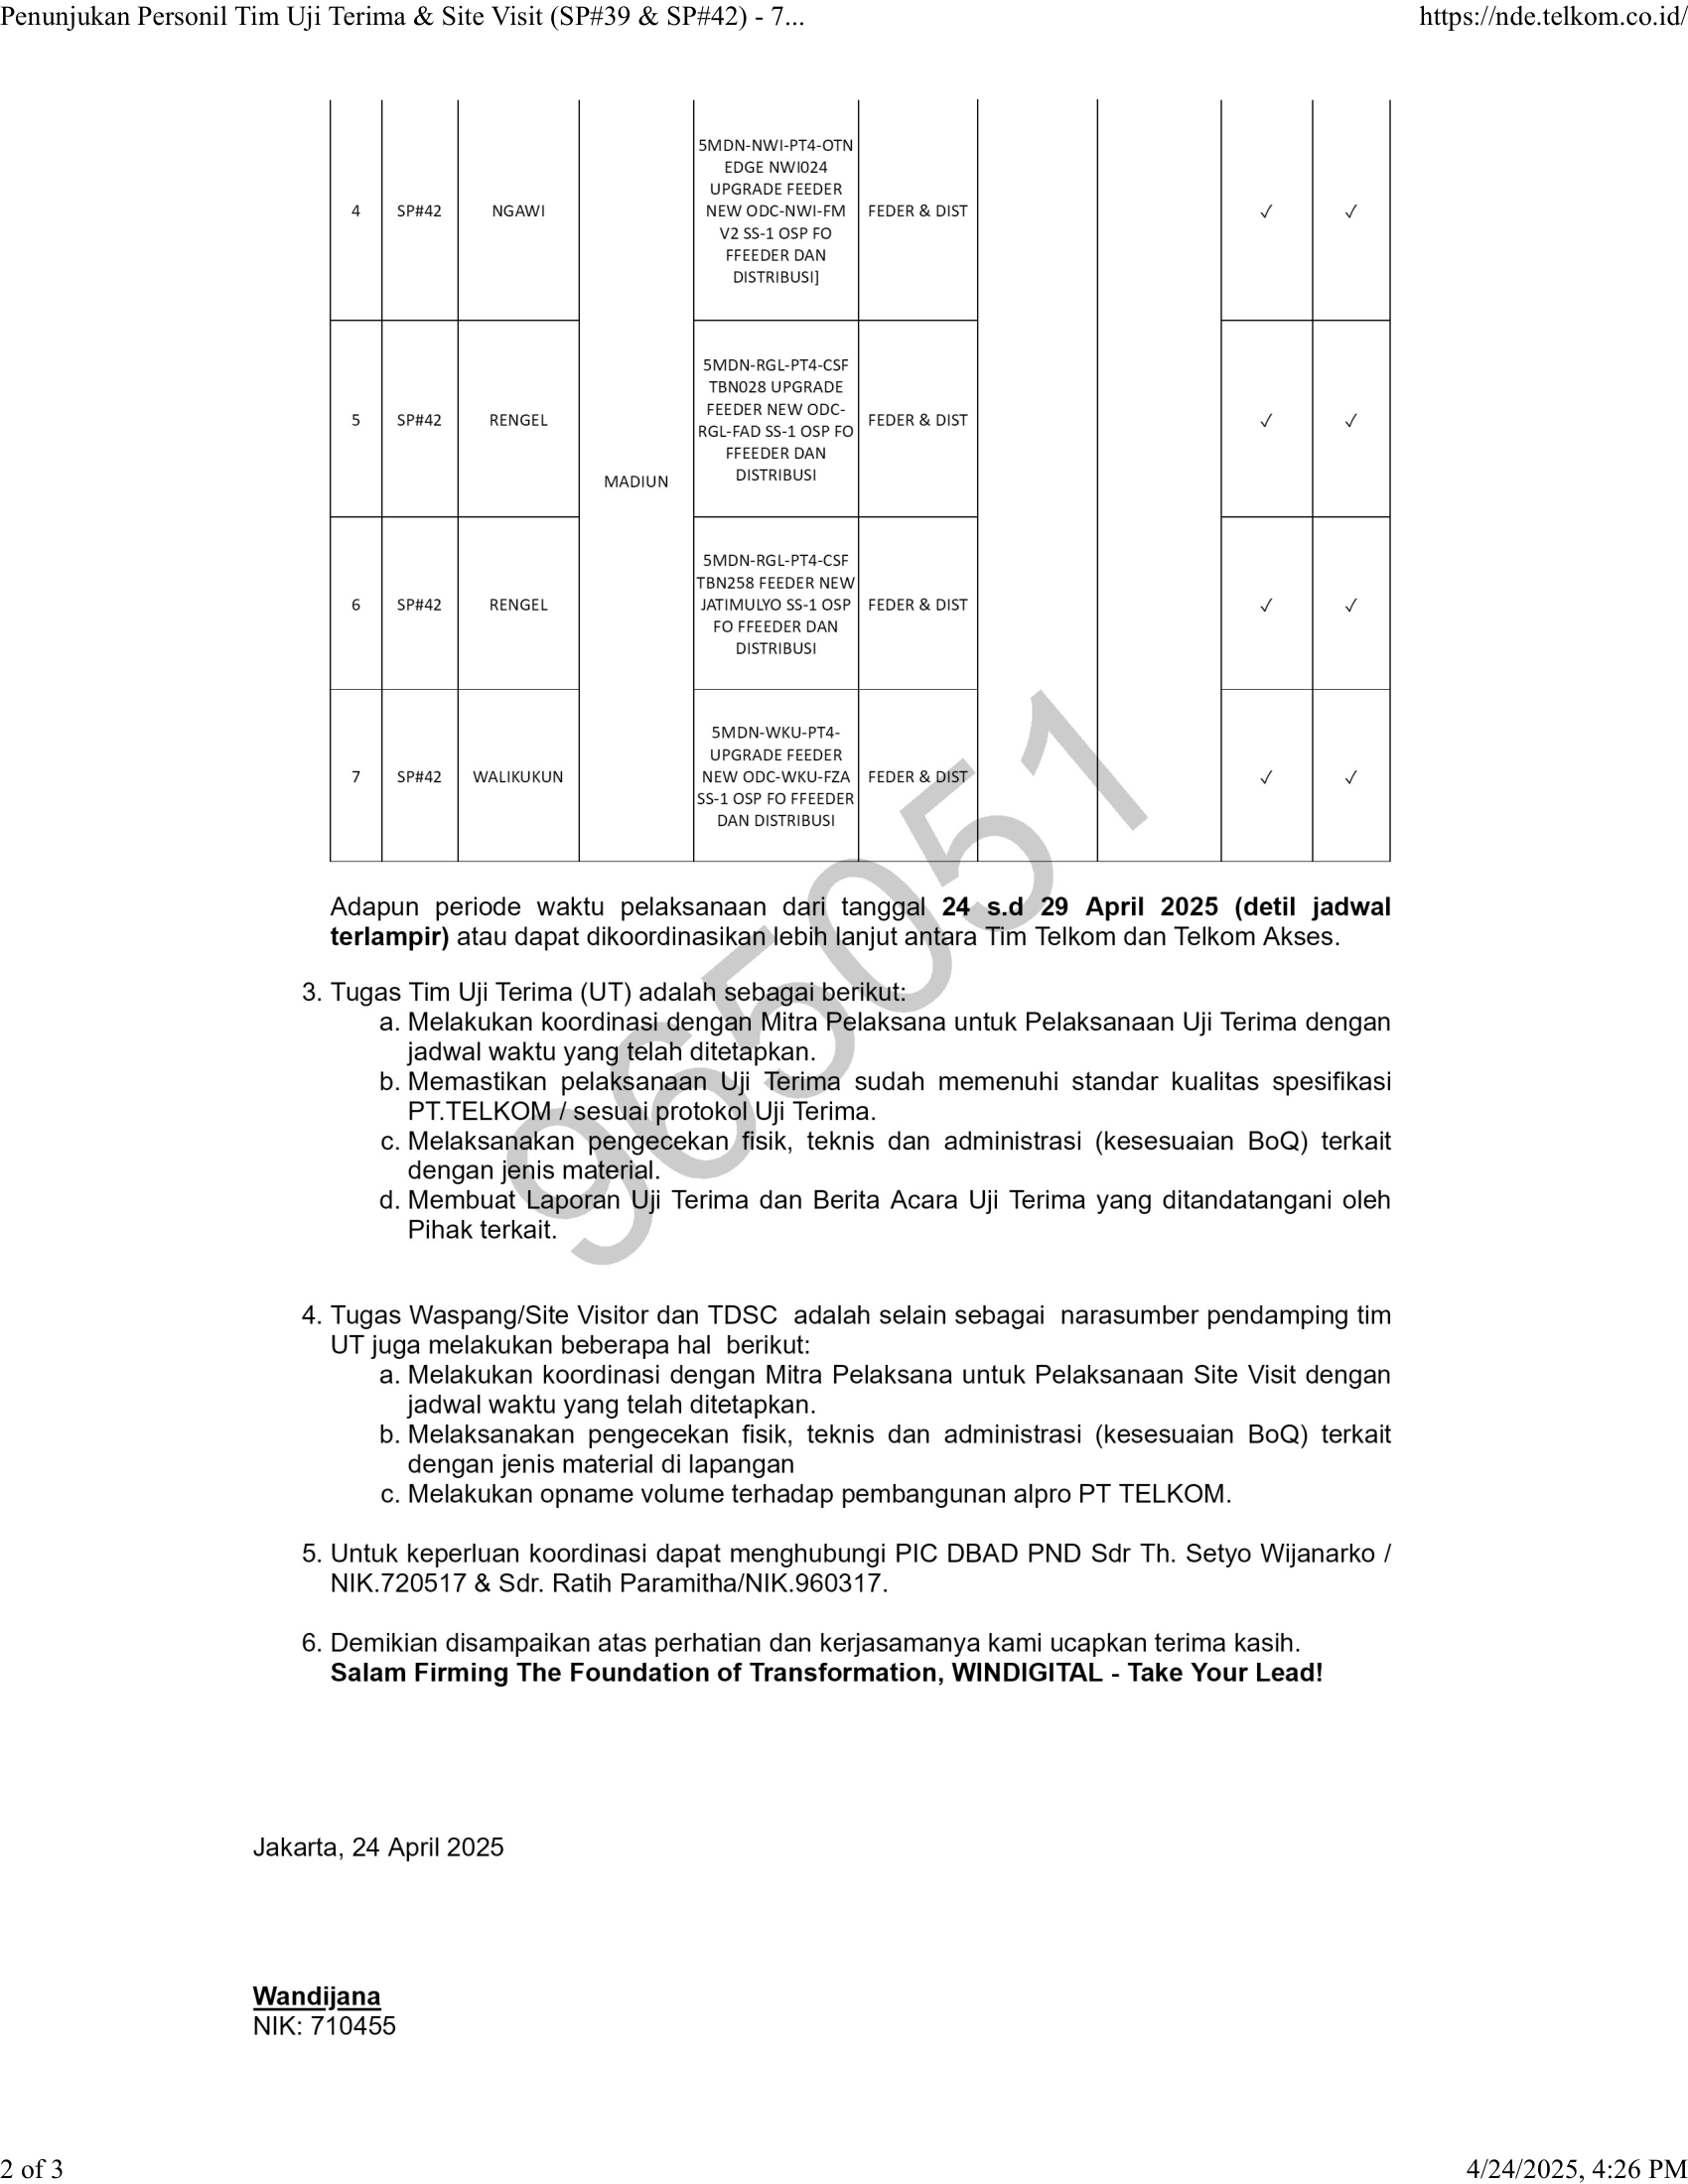 Penunjukan Personil Tim Uji Terima & Site Visit (SP#39 & SP#42) - 7...
https://nde.telkom.co.id/
5MDN-NWI-PT4-OTN
EDGE NWI024
UPGRADE FEEDER
4 SP#42 NGAWI NEW ODC-NWI-FM FEDER & DIST ✓ ✓
V2 SS-1 OSP FO
FFEEDER DAN
DISTRIBUSI]
5MDN-RGL-PT4-CSF
TBN028 UPGRADE
FEEDER NEW ODC-
5 SP#42 RENGEL RGL-FAD SS-1 OSP FO FEDER & DIST ✓ ✓
FFEEDER DAN
DISTRIBUSI
MADIUN
5MDN-RGL-PT4-CSF
TBN258 FEEDER NEW
6 SP#42 RENGEL JATIMULYO SS-1 OSP FEDER & DIST ✓ ✓
FO FFEEDER DAN
DISTRIBUSI
5MDN-WKU-PT4-
UPGRADE FEEDER
7 SP#42 WALIKUKUN NEW ODC-WKU-FZA FEDER & DIST ✓ ✓
SS-1 OSP FO FFEEDER
DAN DISTRIBUSI
965051
Adapun periode waktu pelaksanaan dari tanggal 24 s.d 29 April 2025 (detil jadwal
terlampir) atau dapat dikoordinasikan lebih lanjut antara Tim Telkom dan Telkom Akses.
3. Tugas Tim Uji Terima (UT) adalah sebagai berikut:
a. Melakukan koordinasi dengan Mitra Pelaksana untuk Pelaksanaan Uji Terima dengan
jadwal waktu yang telah ditetapkan.
b. Memastikan pelaksanaan Uji Terima sudah memenuhi standar kualitas spesifikasi
PT.TELKOM / sesuai protokol Uji Terima.
c. Melaksanakan pengecekan fisik, teknis dan administrasi (kesesuaian BoQ) terkait
dengan jenis material.
d. Membuat Laporan Uji Terima dan Berita Acara Uji Terima yang ditandatangani oleh
Pihak terkait.
4. Tugas Waspang/Site Visitor dan TDSC adalah selain sebagai narasumber pendamping tim
UT juga melakukan beberapa hal berikut:
a. Melakukan koordinasi dengan Mitra Pelaksana untuk Pelaksanaan Site Visit dengan
jadwal waktu yang telah ditetapkan.
b. Melaksanakan pengecekan fisik, teknis dan administrasi (kesesuaian BoQ) terkait
dengan jenis material di lapangan
c. Melakukan opname volume terhadap pembangunan alpro PT TELKOM.
5. Untuk keperluan koordinasi dapat menghubungi PIC DBAD PND Sdr Th. Setyo Wijanarko /
NIK.720517 & Sdr. Ratih Paramitha/NIK.960317.
6. Demikian disampaikan atas perhatian dan kerjasamanya kami ucapkan terima kasih.
Salam Firming The Foundation of Transformation, WINDIGITAL - Take Your Lead!
Jakarta, 24 April 2025
Wandijana
NIK: 710455
2 of 3
4/24/2025, 4:26 PM